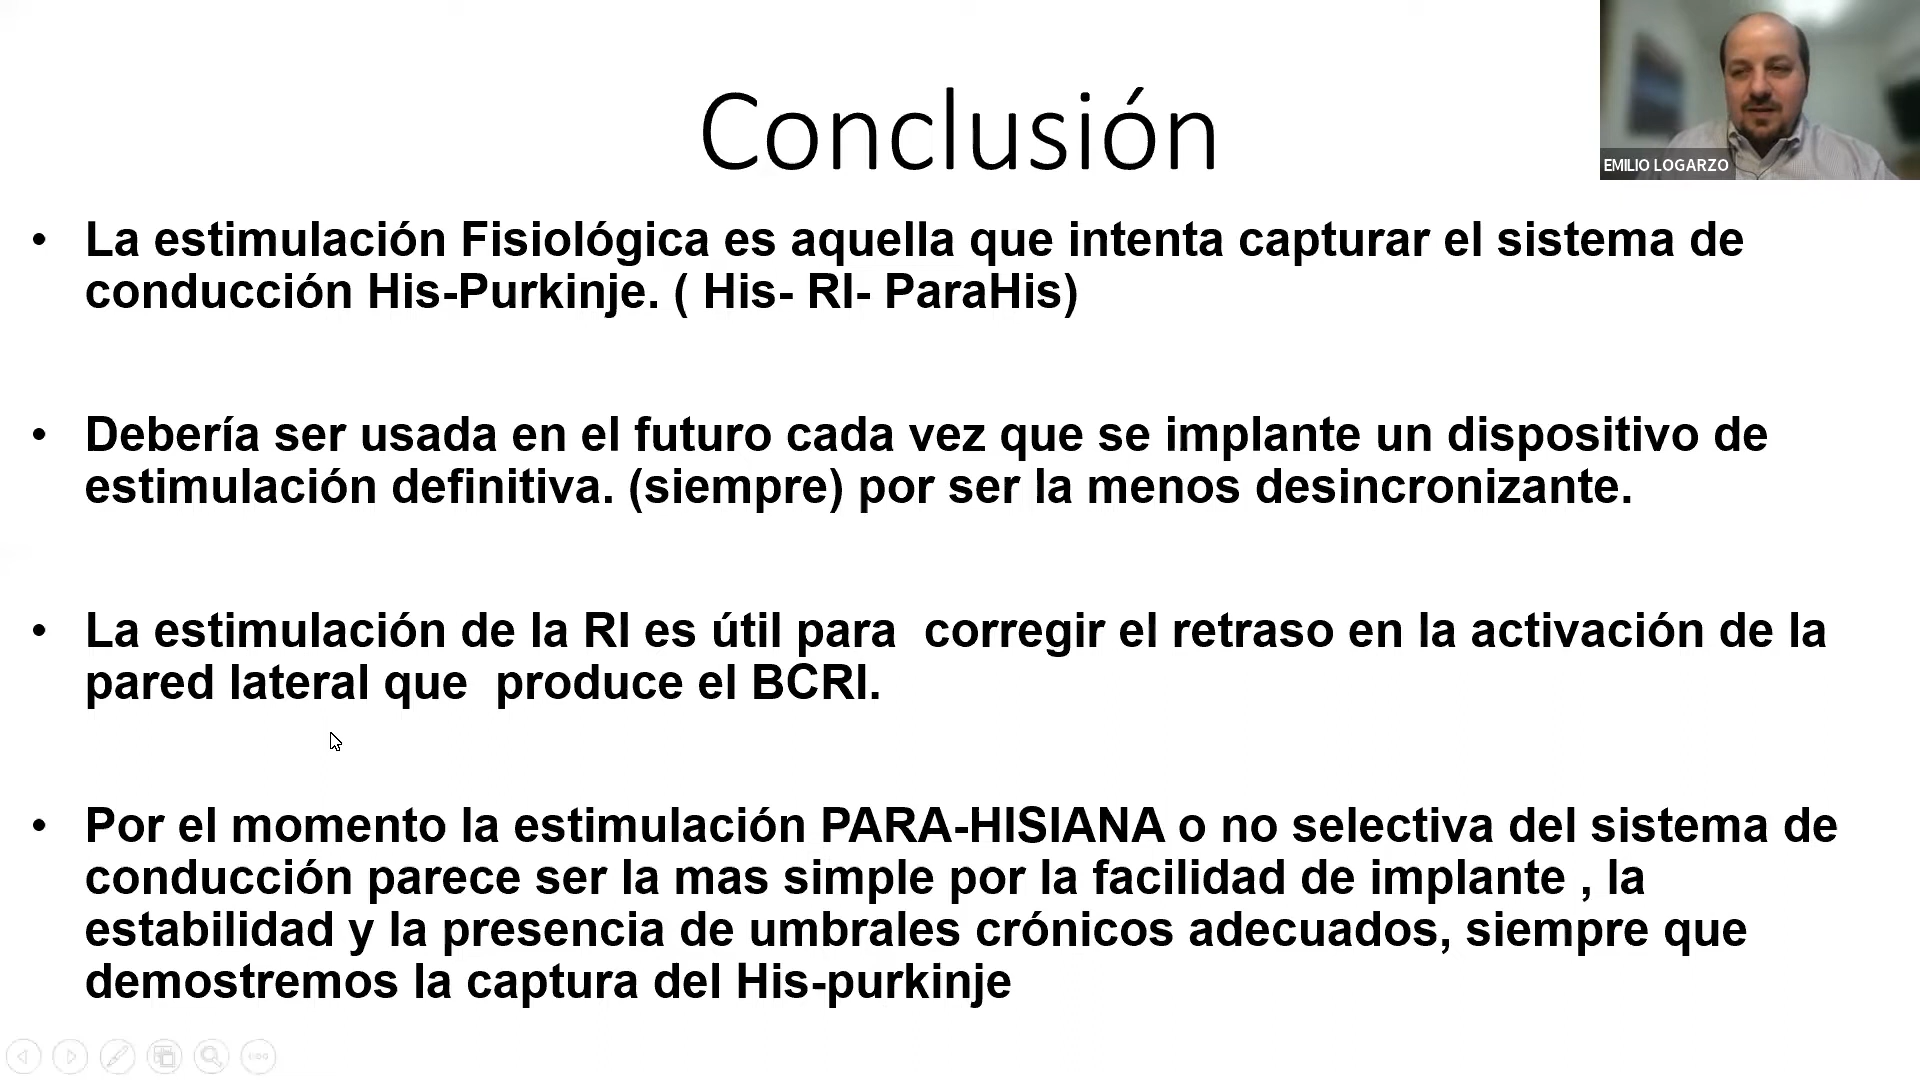 Conclusión
EMILIO LOGARZO
• La estimulación Fisiológica es aquella que intenta capturar el sistema de
conducción His-Purkinje. ( His- RI- ParaHis)
• Debería ser usada en el futuro cada vez que se implante un dispositivo de
estimulación definitiva. (siempre) por ser la menos desincronizante.
• La estimulación de la RI es útil para  corregir el retraso en la activación de la
pared lateral que  produce el BCRI.
• Por el momento la estimulación PARA-HISIANA o no selectiva del sistema de
conducción parece ser la mas simple por la facilidad de implante , la
estabilidad y la presencia de umbrales crónicos adecuados, siempre que
demostremos la captura del His-purkinje